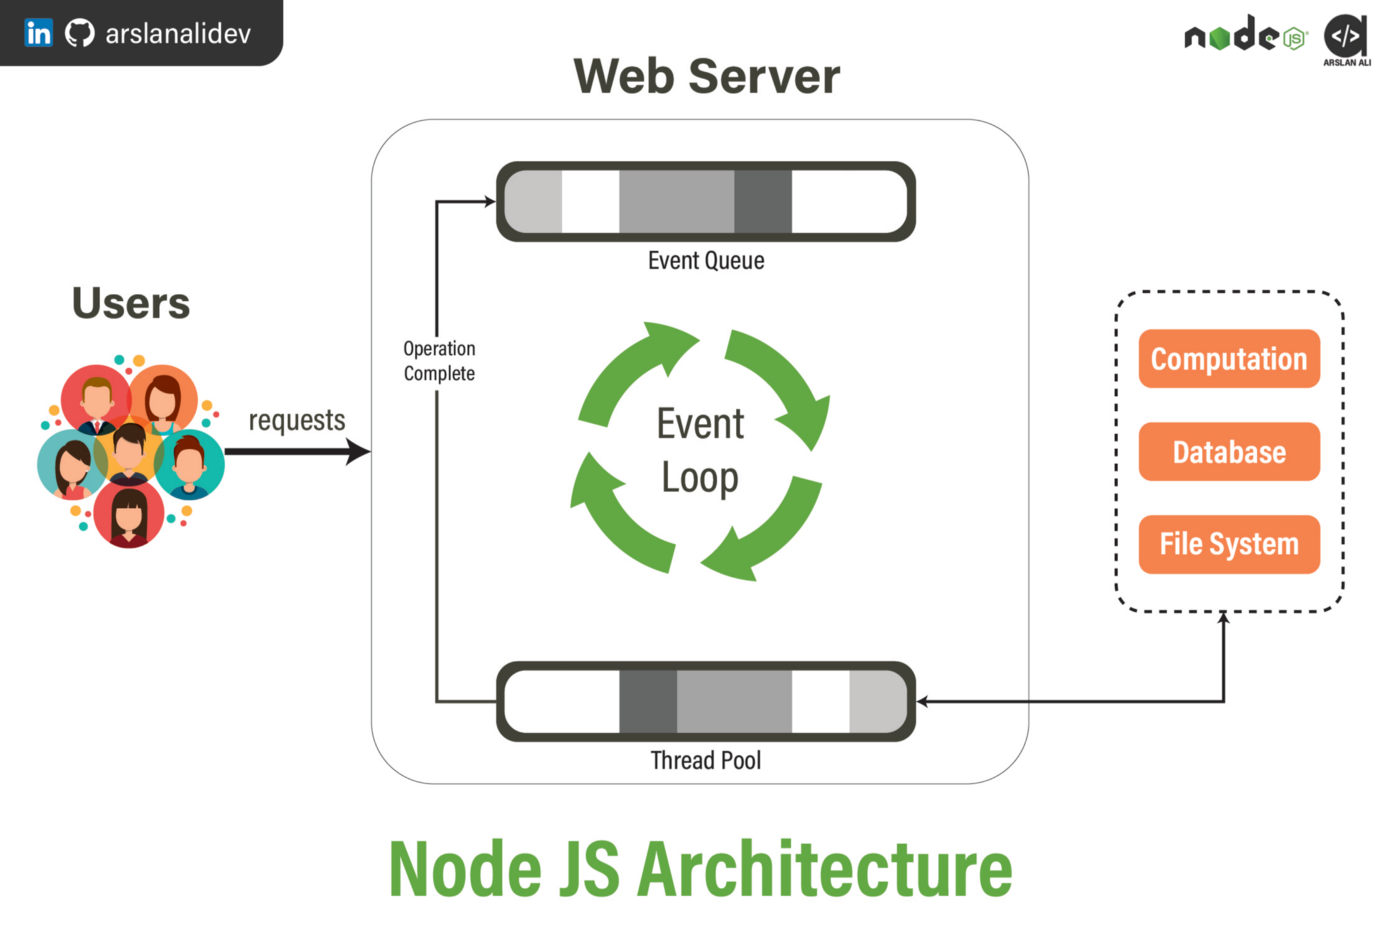 in arslanalidev
node JS
</>
ARSLAN ALI
Web Server
Event Queue
Users
Operation
Complete
requests
Event
Loop
Computation
Database
File System
Thread Pool
Node JS Architecture